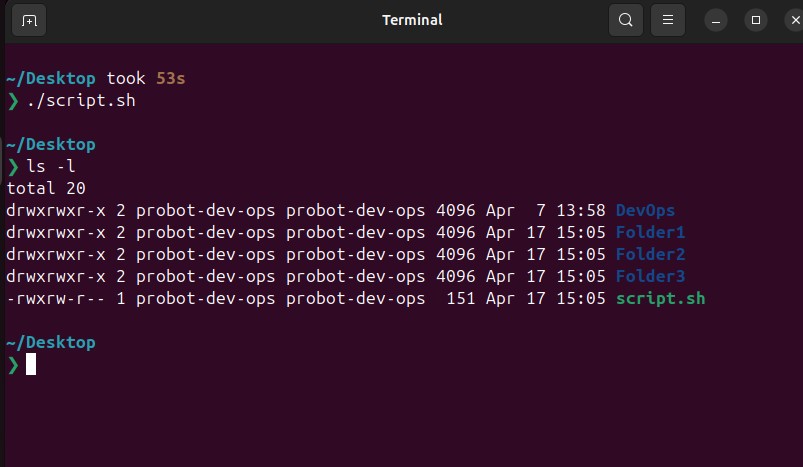 Terminal
~/Desktop took 53s
❯ ./script.sh
~/Desktop
❯ ls -l
total 20
drwxrwxr-x 2 probot-dev-ops probot-dev-ops 4096 Apr  7 13:58 DevOps
drwxrwxr-x 2 probot-dev-ops probot-dev-ops 4096 Apr 17 15:05 Folder1
drwxrwxr-x 2 probot-dev-ops probot-dev-ops 4096 Apr 17 15:05 Folder2
drwxrwxr-x 2 probot-dev-ops probot-dev-ops 4096 Apr 17 15:05 Folder3
-rwxrw-r-- 1 probot-dev-ops probot-dev-ops  151 Apr 17 15:05 script.sh
~/Desktop
❯